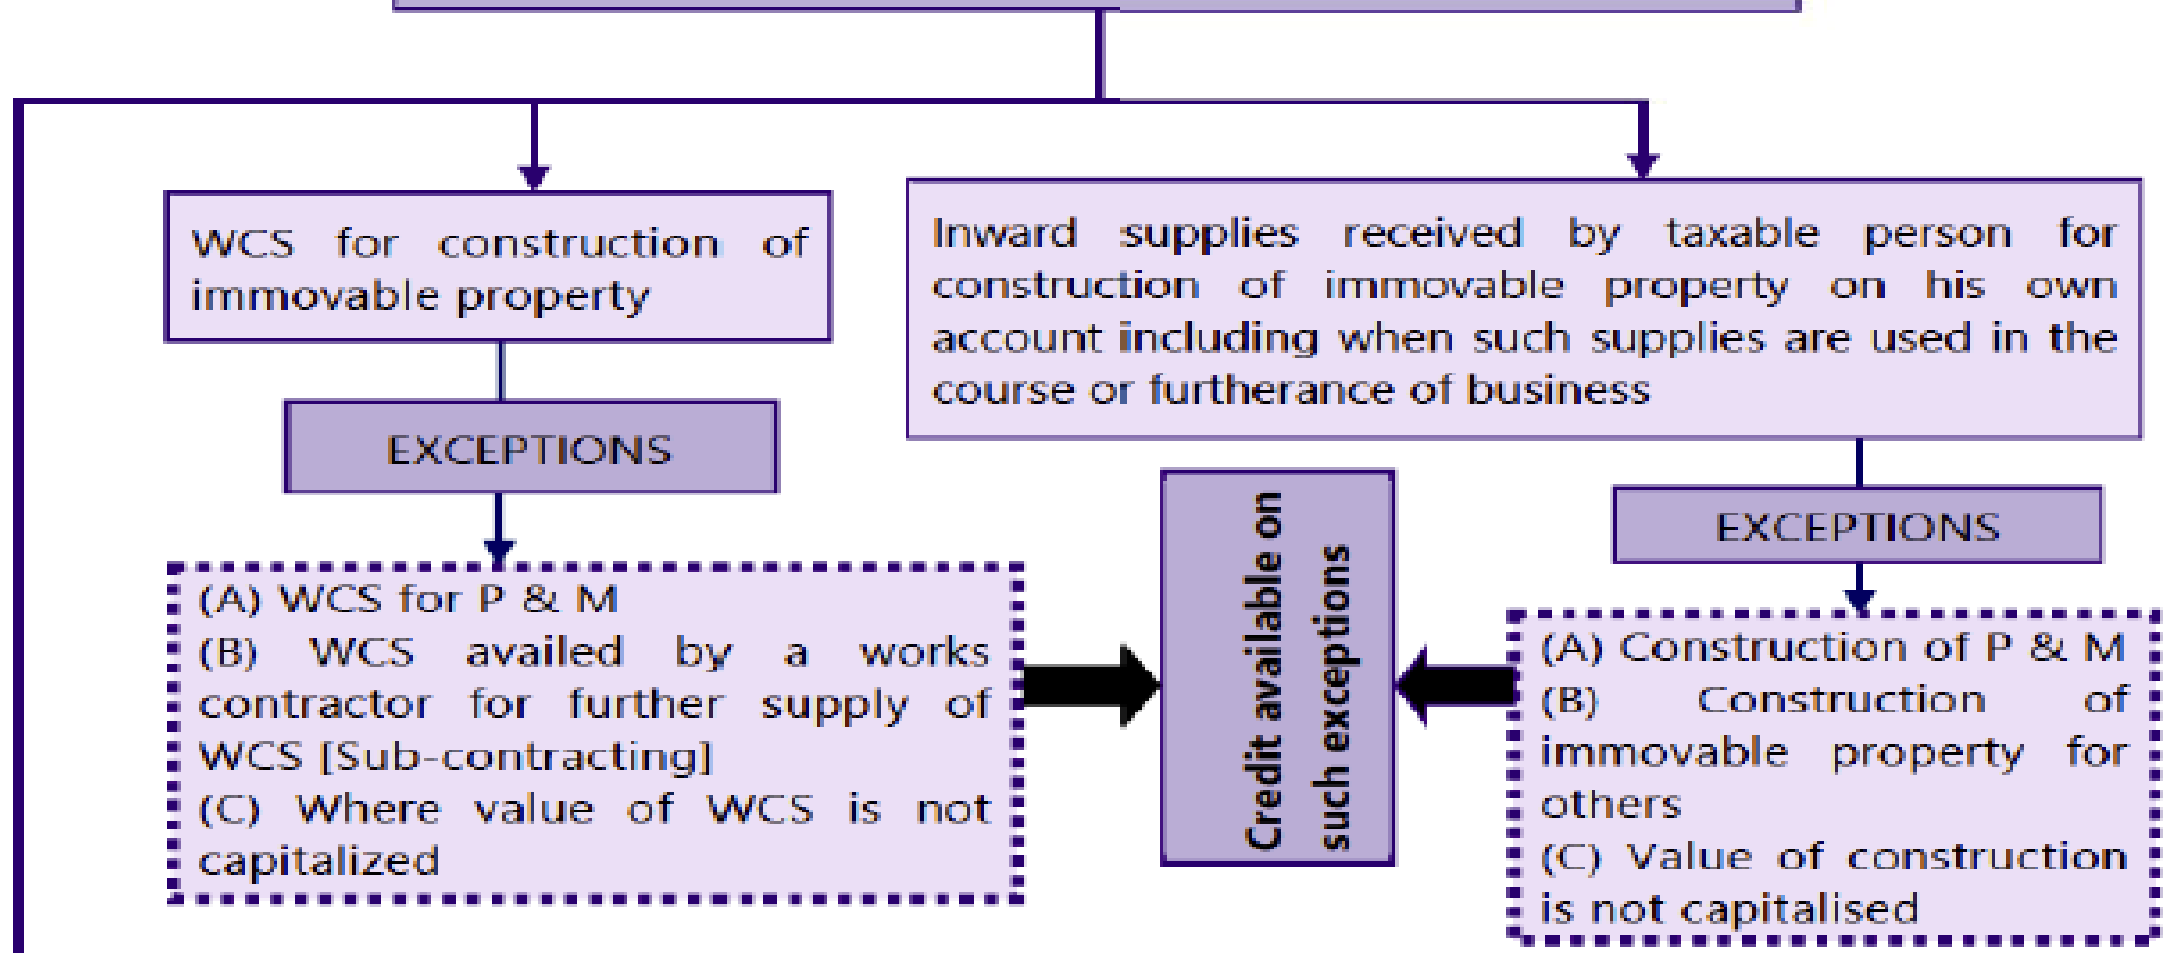 WCS for construction of
immovable property
EXCEPTIONS
(A) WCS for P & M
(B) WCS availed by a works
contractor for further supply of
WCS [Sub-contracting]
(C) Where value of WCS is not
capitalized
Credit available on
such exceptions
Inward supplies received by taxable person for
construction of immovable property on his own
account including when such supplies are used in the
course or furtherance of business
EXCEPTIONS
(A) Construction of P & M
(B) Construction of
immovable property for
others
(C) Value of construction
is not capitalised